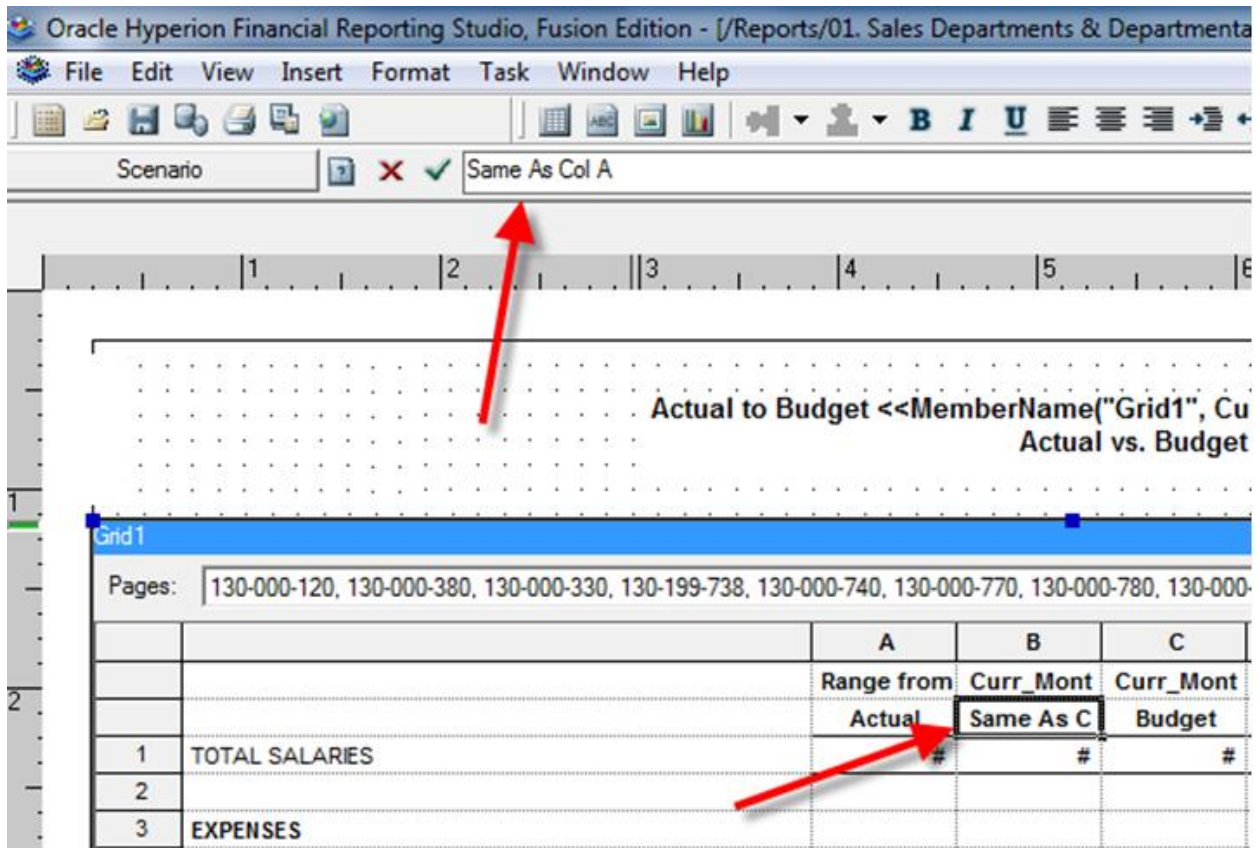 Oracle Hyperion Financial Reporting Studio, Fusion Edition - [/Reports/01. Sales Departments & Departmenta
File Edit View Insert Format Task Window Help
ABC B I U
Scenario ? Same As Col A
1 2 3 4 5 6
Actual to Budget <<MemberName("Grid1", Cu
Actual vs. Budget
1
Grid1
Pages: 130-000-120, 130-000-380, 130-000-330, 130-199-738, 130-000-740, 130-000-770, 130-000-780, 130-000-
A B C
Range from Curr_Mont Curr_Mont
2
Actual Same As C Budget
1 TOTAL SALARIES # # #
2
3 EXPENSES